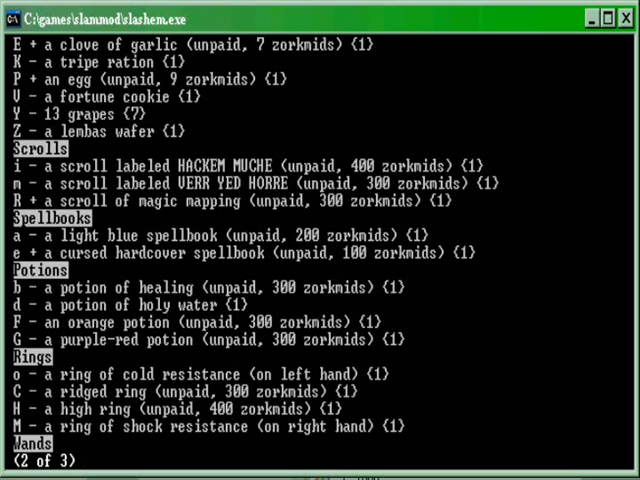 C:\games\slammod\slashem.exe
E + a clove of garlic (unpaid, 7 zorkmids) {1}
K - a tripe ration {1}
P + an egg (unpaid, 9 zorkmids) {1}
V - a fortune cookie {1}
Y - 13 grapes {7}
Z - a lembas wafer {1}
Scrolls
i - a scroll labeled HACKEM MUCHE (unpaid, 400 zorkmids) {1}
m - a scroll labeled VERR YED HORRE (unpaid, 300 zorkmids) {1}
R + a scroll of magic mapping (unpaid, 300 zorkmids) {1}
Spellbooks
a - a light blue spellbook (unpaid, 200 zorkmids) {1}
e + a cursed hardcover spellbook (unpaid, 100 zorkmids) {1}
Potions
b - a potion of healing (unpaid, 300 zorkmids) {1}
d - a potion of holy water {1}
F - an orange potion (unpaid, 300 zorkmids) {1}
G - a purple-red potion (unpaid, 300 zorkmids) {1}
Rings
o - a ring of cold resistance (on left hand) {1}
C - a ridged ring (unpaid, 300 zorkmids) {1}
H - a high ring (unpaid, 400 zorkmids) {1}
M - a ring of shock resistance (on right hand) {1}
Wands
(2 of 3)